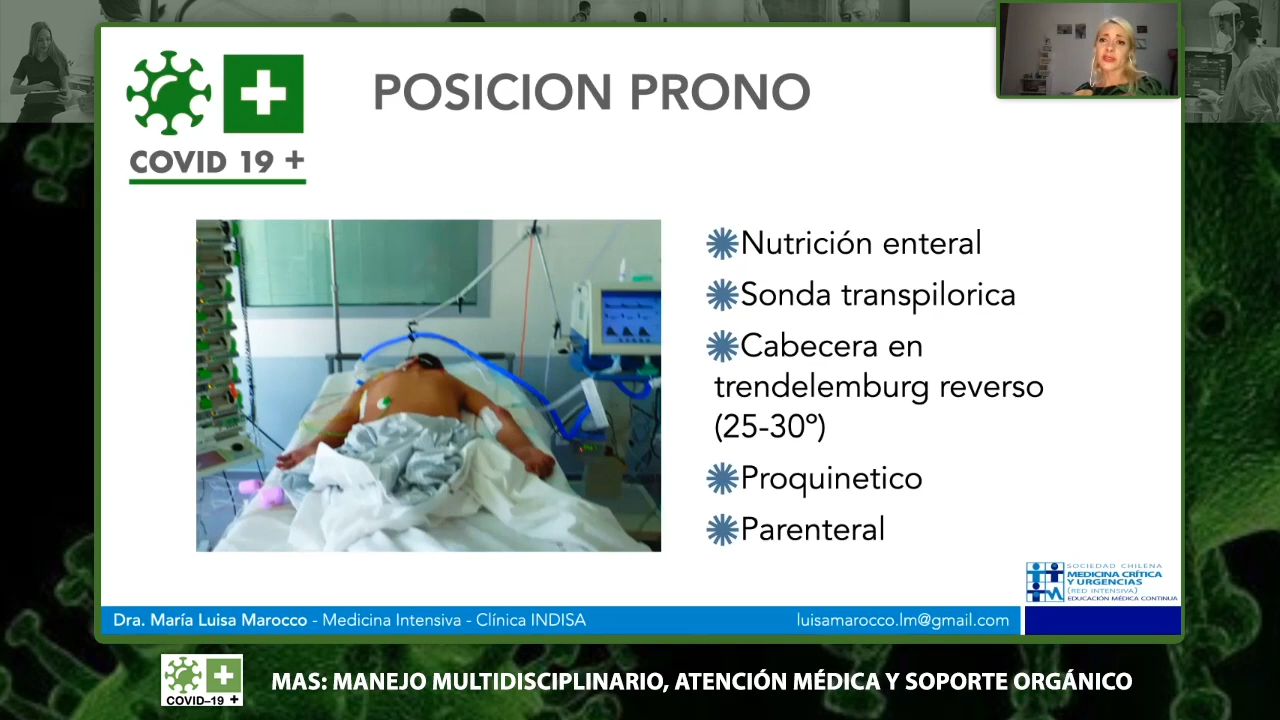 POSICION PRONO
COVID 19 +
Nutrición enteral
Sonda transpilorica
Cabecera en
trendelemburg reverso
(25-30º)
Proquinetico
Parenteral
SOCIEDAD CHILENA
MEDICINA CRÍTICA
Y URGENCIAS
(RED INTENSIVA)
EDUCACIÓN MÉDICA CONTINUA
Dra. María Luisa Marocco - Medicina Intensiva - Clínica INDISA
luisamarocco.lm@gmail.com
COVID-19 +
MAS: MANEJO MULTIDISCIPLINARIO, ATENCIÓN MÉDICA Y SOPORTE ORGÁNICO